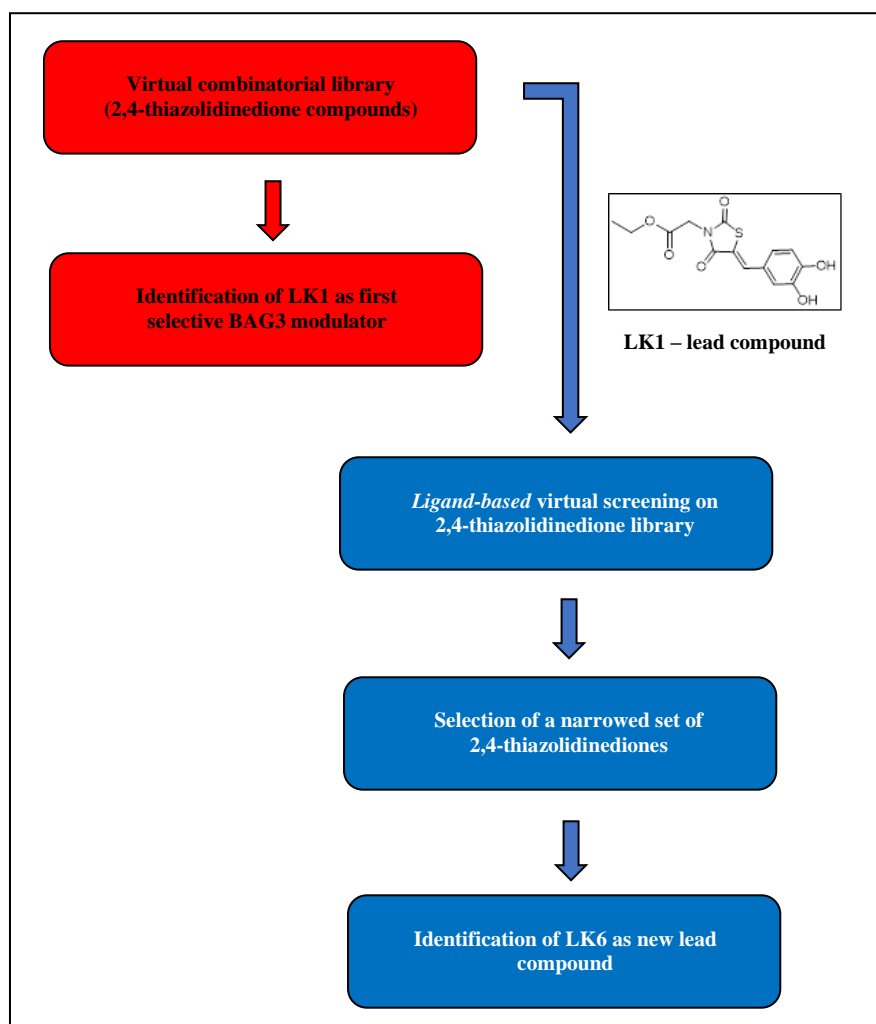 Virtual combinatorial library
(2,4-thiazolidinedione compounds)
Identification of LK1 as first
selective BAG3 modulator
O
O
N
S
O
O
OH
OH
LK1 – lead compound
Ligand-based virtual screening on
2,4-thiazolidinedione library
Selection of a narrowed set of
2,4-thiazolidinediones
Identification of LK6 as new lead
compound